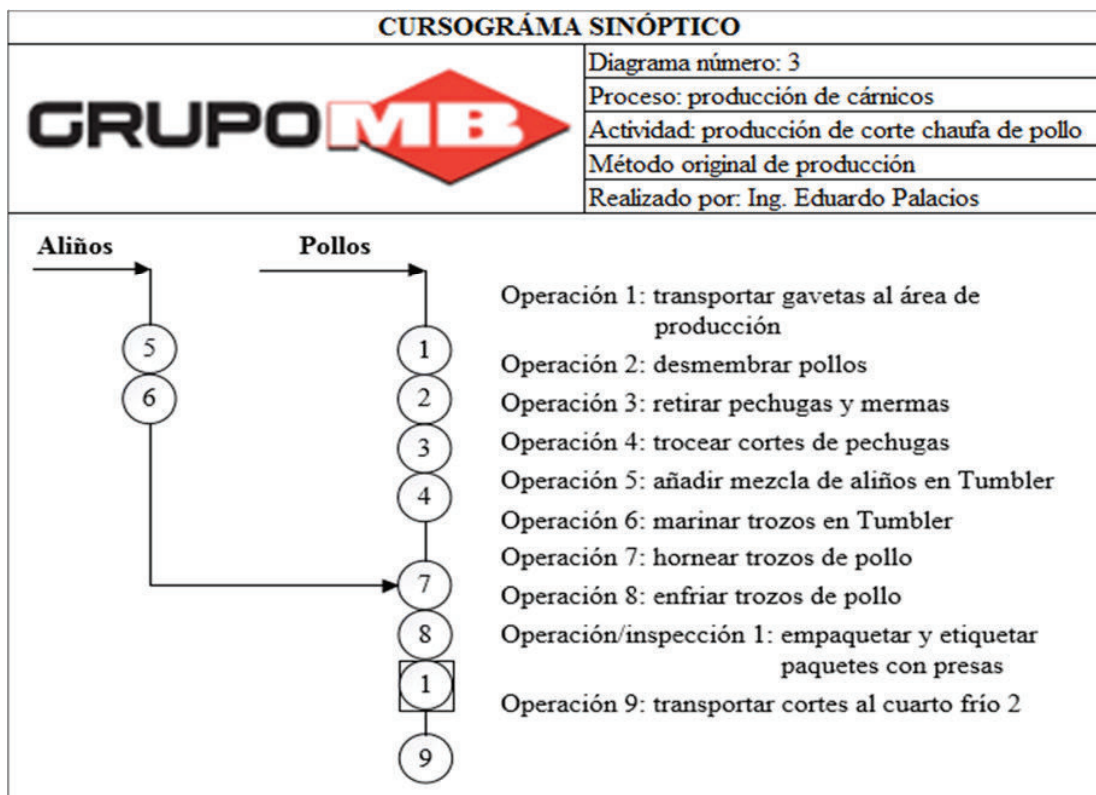 CURSOGRÁMA SINÓPTICO
GRUPO MB
Diagrama número: 3
Proceso: producción de cárnicos
Actividad: producción de corte chaufa de pollo
Método original de producción
Realizado por: Ing. Eduardo Palacios
Aliños
Pollos
5
6
1
2
3
4
7
8
1
9
Operación 1: transportar gavetas al área de
producción
Operación 2: desmembrar pollos
Operación 3: retirar pechugas y mermas
Operación 4: trocear cortes de pechugas
Operación 5: añadir mezcla de aliños en Tumbler
Operación 6: marinar trozos en Tumbler
Operación 7: hornear trozos de pollo
Operación 8: enfriar trozos de pollo
Operación/inspección 1: empaquetar y etiquetar
paquetes con presas
Operación 9: transportar cortes al cuarto frío 2